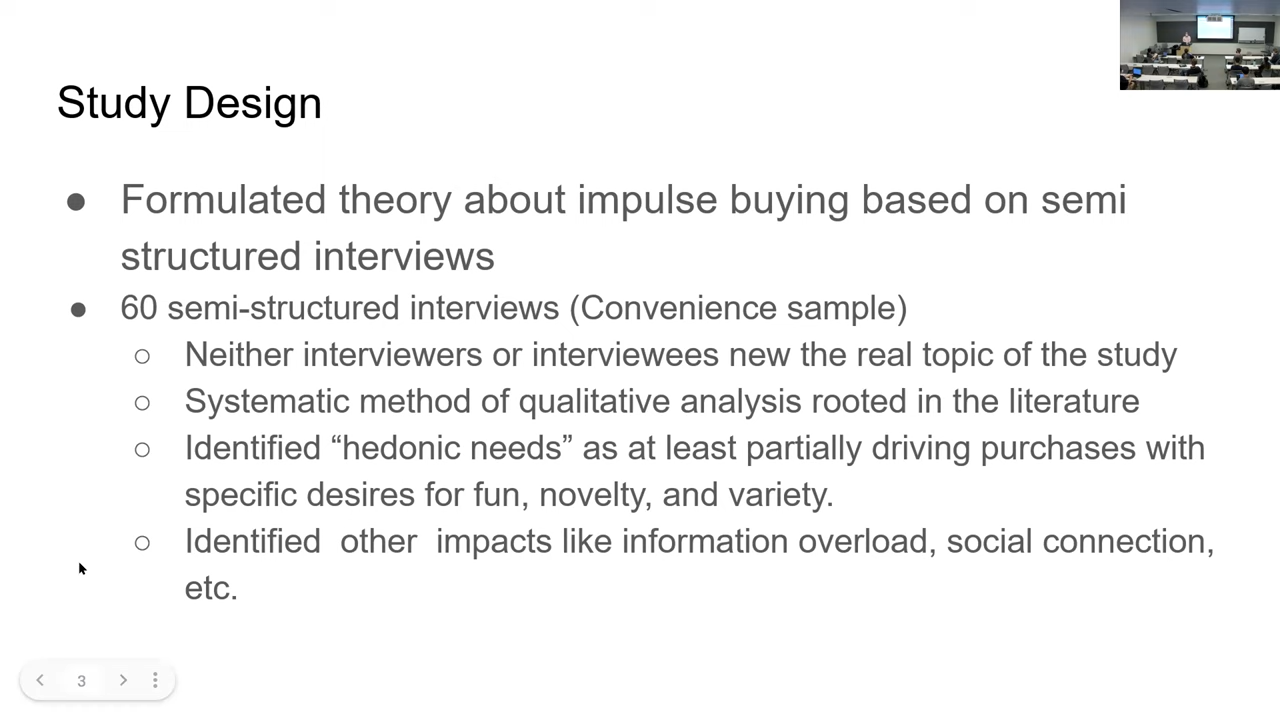 Study Design
● Formulated theory about impulse buying based on semi
structured interviews
● 60 semi-structured interviews (Convenience sample)
○ Neither interviewers or interviewees new the real topic of the study
○ Systematic method of qualitative analysis rooted in the literature
○ Identified “hedonic needs” as at least partially driving purchases with
specific desires for fun, novelty, and variety.
○ Identified other impacts like information overload, social connection,
etc.
3